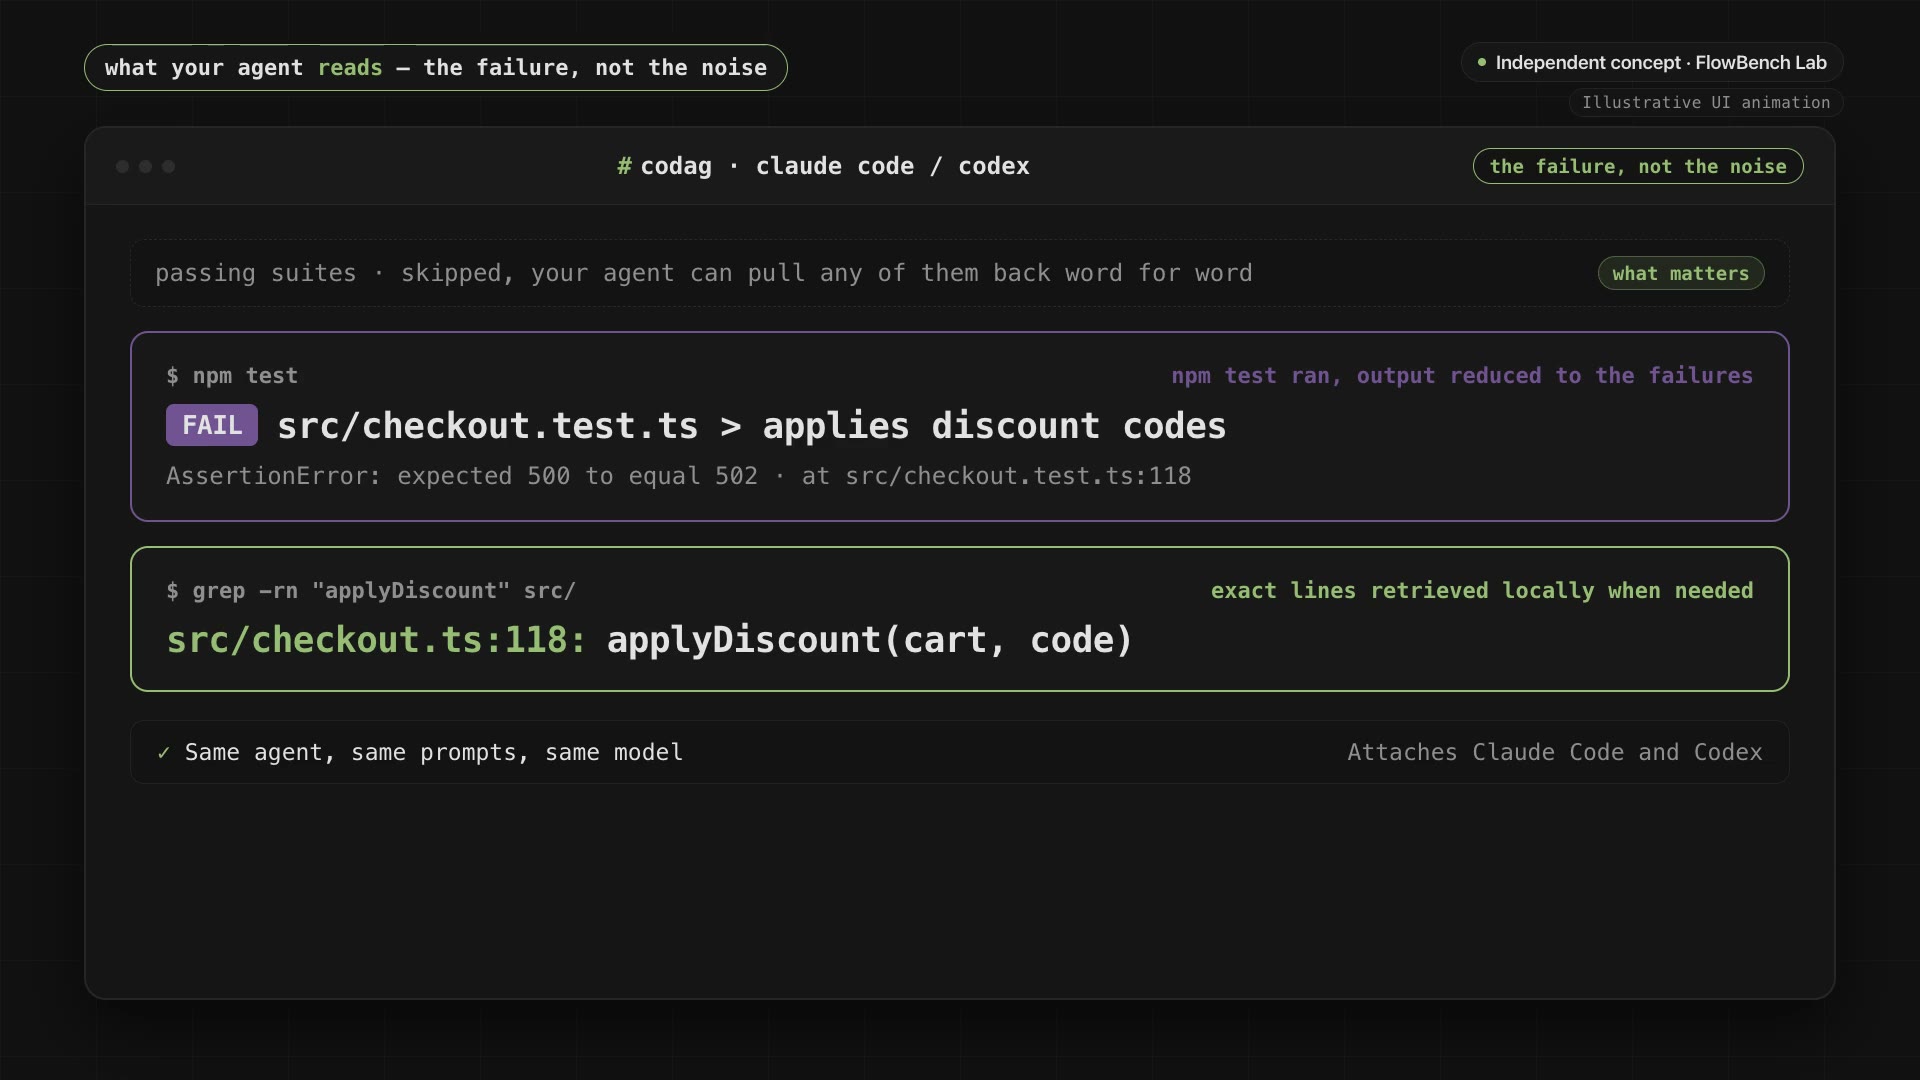 what your agent reads — the failure, not the noise
Independent concept · FlowBench Lab
Illustrative UI animation
# codag · claude code / codex
the failure, not the noise
passing suites · skipped, your agent can pull any of them back word for word
what matters
$ npm test
npm test ran, output reduced to the failures
FAIL src/checkout.test.ts > applies discount codes
AssertionError: expected 500 to equal 502 · at src/checkout.test.ts:118
$ grep -rn "applyDiscount" src/
exact lines retrieved locally when needed
src/checkout.ts:118: applyDiscount(cart, code)
✓ Same agent, same prompts, same model
Attaches Claude Code and Codex